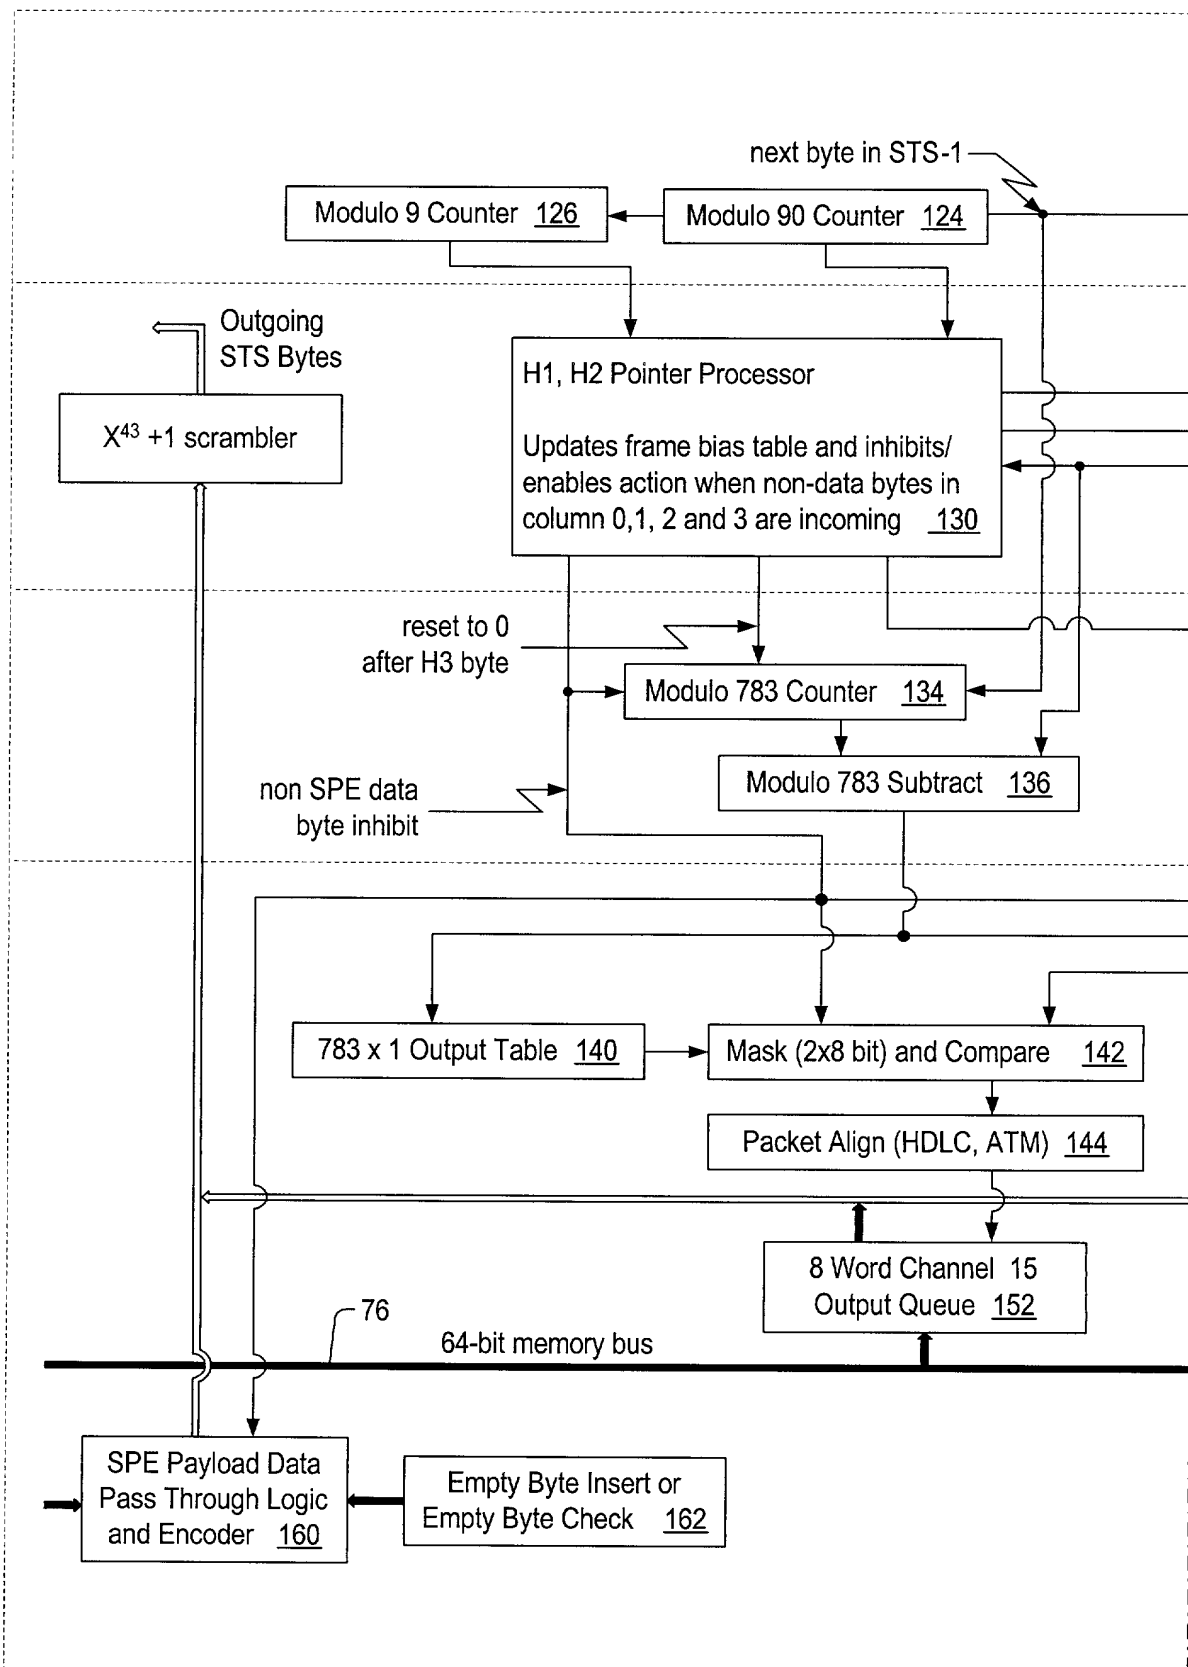 next byte in STS-1
Modulo 9 Counter 126
Modulo 90 Counter 124
Outgoing
STS Bytes
X⁴³ +1 scrambler
H1, H2 Pointer Processor
Updates frame bias table and inhibits/
enables action when non-data bytes in
column 0,1, 2 and 3 are incoming 130
reset to 0
after H3 byte
Modulo 783 Counter 134
Modulo 783 Subtract 136
non SPE data
byte inhibit
783 x 1 Output Table 140
Mask (2x8 bit) and Compare 142
Packet Align (HDLC, ATM) 144
8 Word Channel 15
Output Queue 152
76
64-bit memory bus
SPE Payload Data
Pass Through Logic
and Encoder 160
Empty Byte Insert or
Empty Byte Check 162